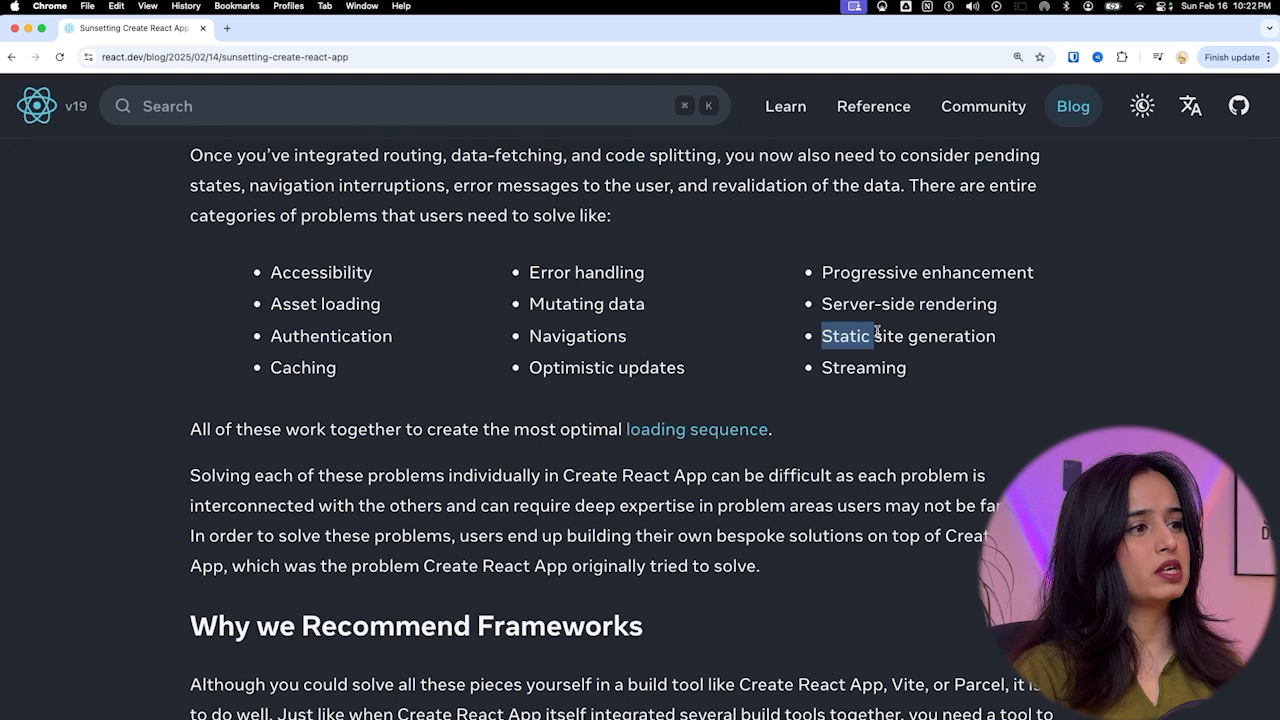 Chrome File Edit View History Bookmarks Profiles Tab Window Help Sun Feb 16 10:22 PM
Sunsetting Create React App
react.dev/blog/2025/02/14/sunsetting-create-react-app Finish update
v19 Search ⌘ K Learn Reference Community Blog
Once you’ve integrated routing, data-fetching, and code splitting, you now also need to consider pending
states, navigation interruptions, error messages to the user, and revalidation of the data. There are entire
categories of problems that users need to solve like:
• Accessibility
• Asset loading
• Authentication
• Caching
• Error handling
• Mutating data
• Navigations
• Optimistic updates
• Progressive enhancement
• Server-side rendering
• Static site generation
• Streaming
All of these work together to create the most optimal loading sequence.
Solving each of these problems individually in Create React App can be difficult as each problem is
interconnected with the others and can require deep expertise in problem areas users may not be
In order to solve these problems, users end up building their own bespoke solutions on top of
App, which was the problem Create React App originally tried to solve.
Why we Recommend Frameworks
Although you could solve all these pieces yourself in a build tool like Create React App, Vite, or Parcel, it is
to do well. Just like when Create React App itself integrated several build tools together, you need a tool to